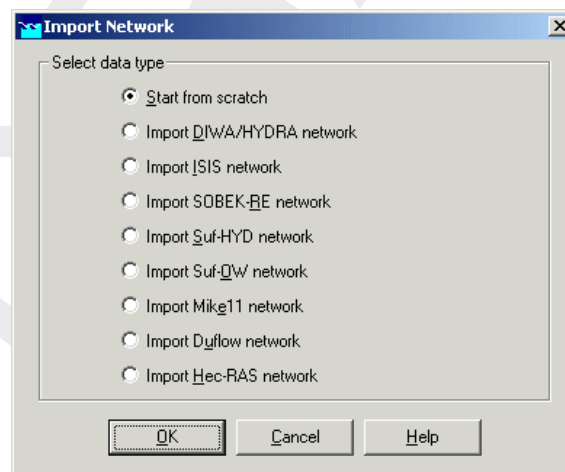 Import Network
Select data type
Start from scratch
Import DIWA/HYDRA network
Import ISIS network
Import SOBEK-RE network
Import Suf-HYD network
Import Suf-OW network
Import Mike11 network
Import Duflow network
Import Hec-RAS network
OK Cancel Help